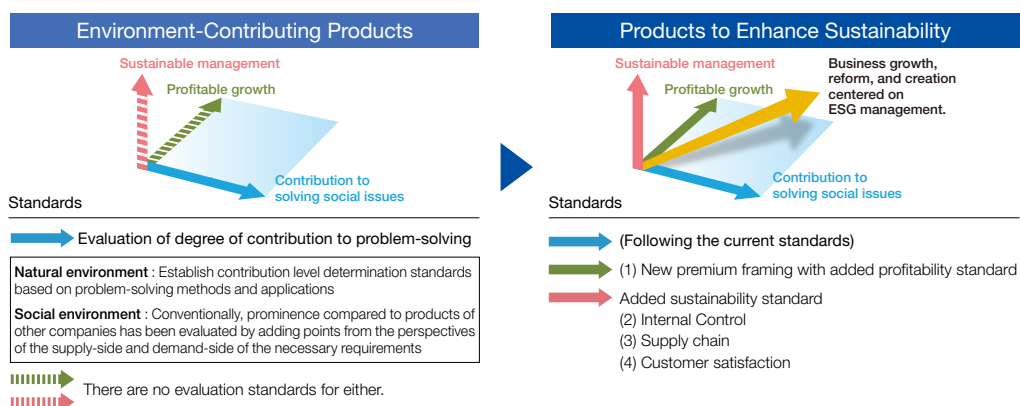 Environment-Contributing Products
Sustainable management
Profitable growth
Contribution to
solving social issues
Standards
Evaluation of degree of contribution to problem-solving
Natural environment : Establish contribution level determination standards
based on problem-solving methods and applications
Social environment : Conventionally, prominence compared to products of
other companies has been evaluated by adding points from the perspectives
of the supply-side and demand-side of the necessary requirements
There are no evaluation standards for either.
Products to Enhance Sustainability
Sustainable management
Profitable growth
Business growth,
reform, and creation
centered on
ESG management.
Contribution to
solving social issues
Standards
(Following the current standards)
(1) New premium framing with added profitability standard
Added sustainability standard
(2) Internal Control
(3) Supply chain
(4) Customer satisfaction